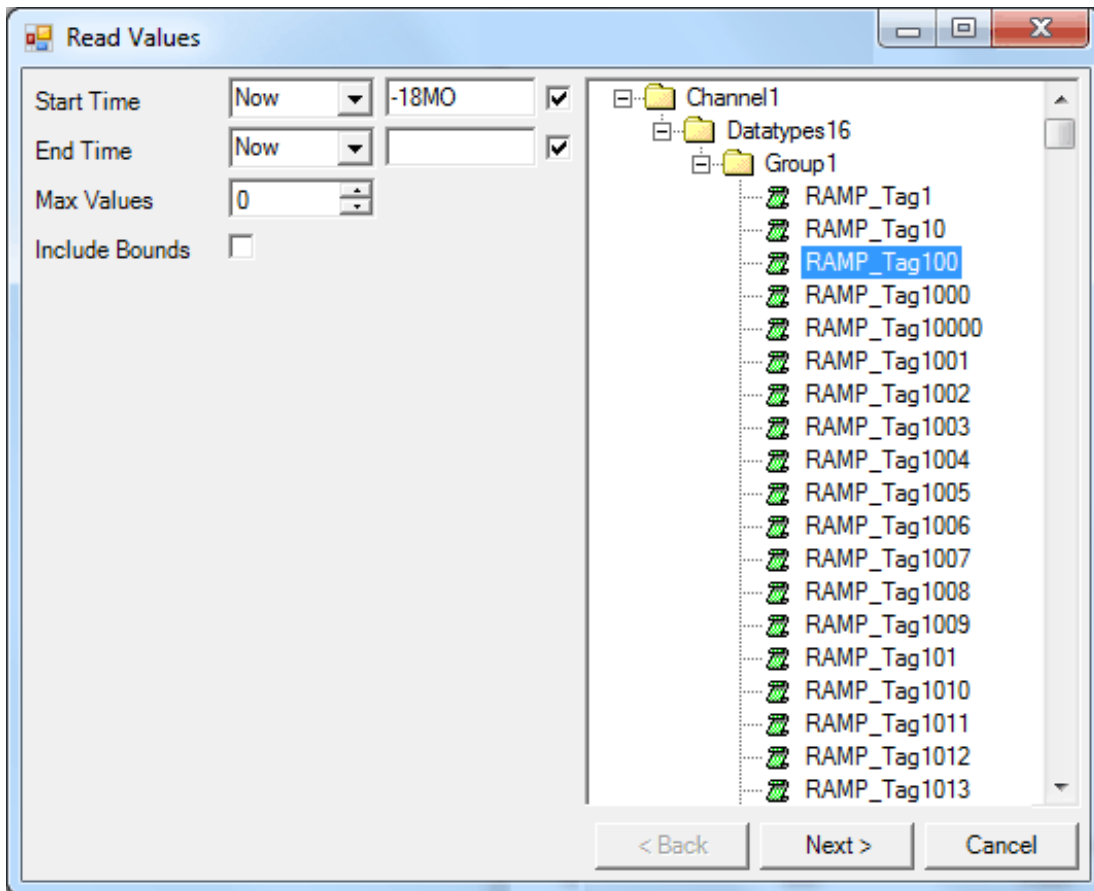 Read Values
Start Time Now -18MO
End Time Now
Max Values 0
Include Bounds
Channel1
Datatypes16
Group1
RAMP_Tag1
RAMP_Tag10
RAMP_Tag100
RAMP_Tag1000
RAMP_Tag10000
RAMP_Tag1001
RAMP_Tag1002
RAMP_Tag1003
RAMP_Tag1004
RAMP_Tag1005
RAMP_Tag1006
RAMP_Tag1007
RAMP_Tag1008
RAMP_Tag1009
RAMP_Tag101
RAMP_Tag1010
RAMP_Tag1011
RAMP_Tag1012
RAMP_Tag1013
< Back Next > Cancel